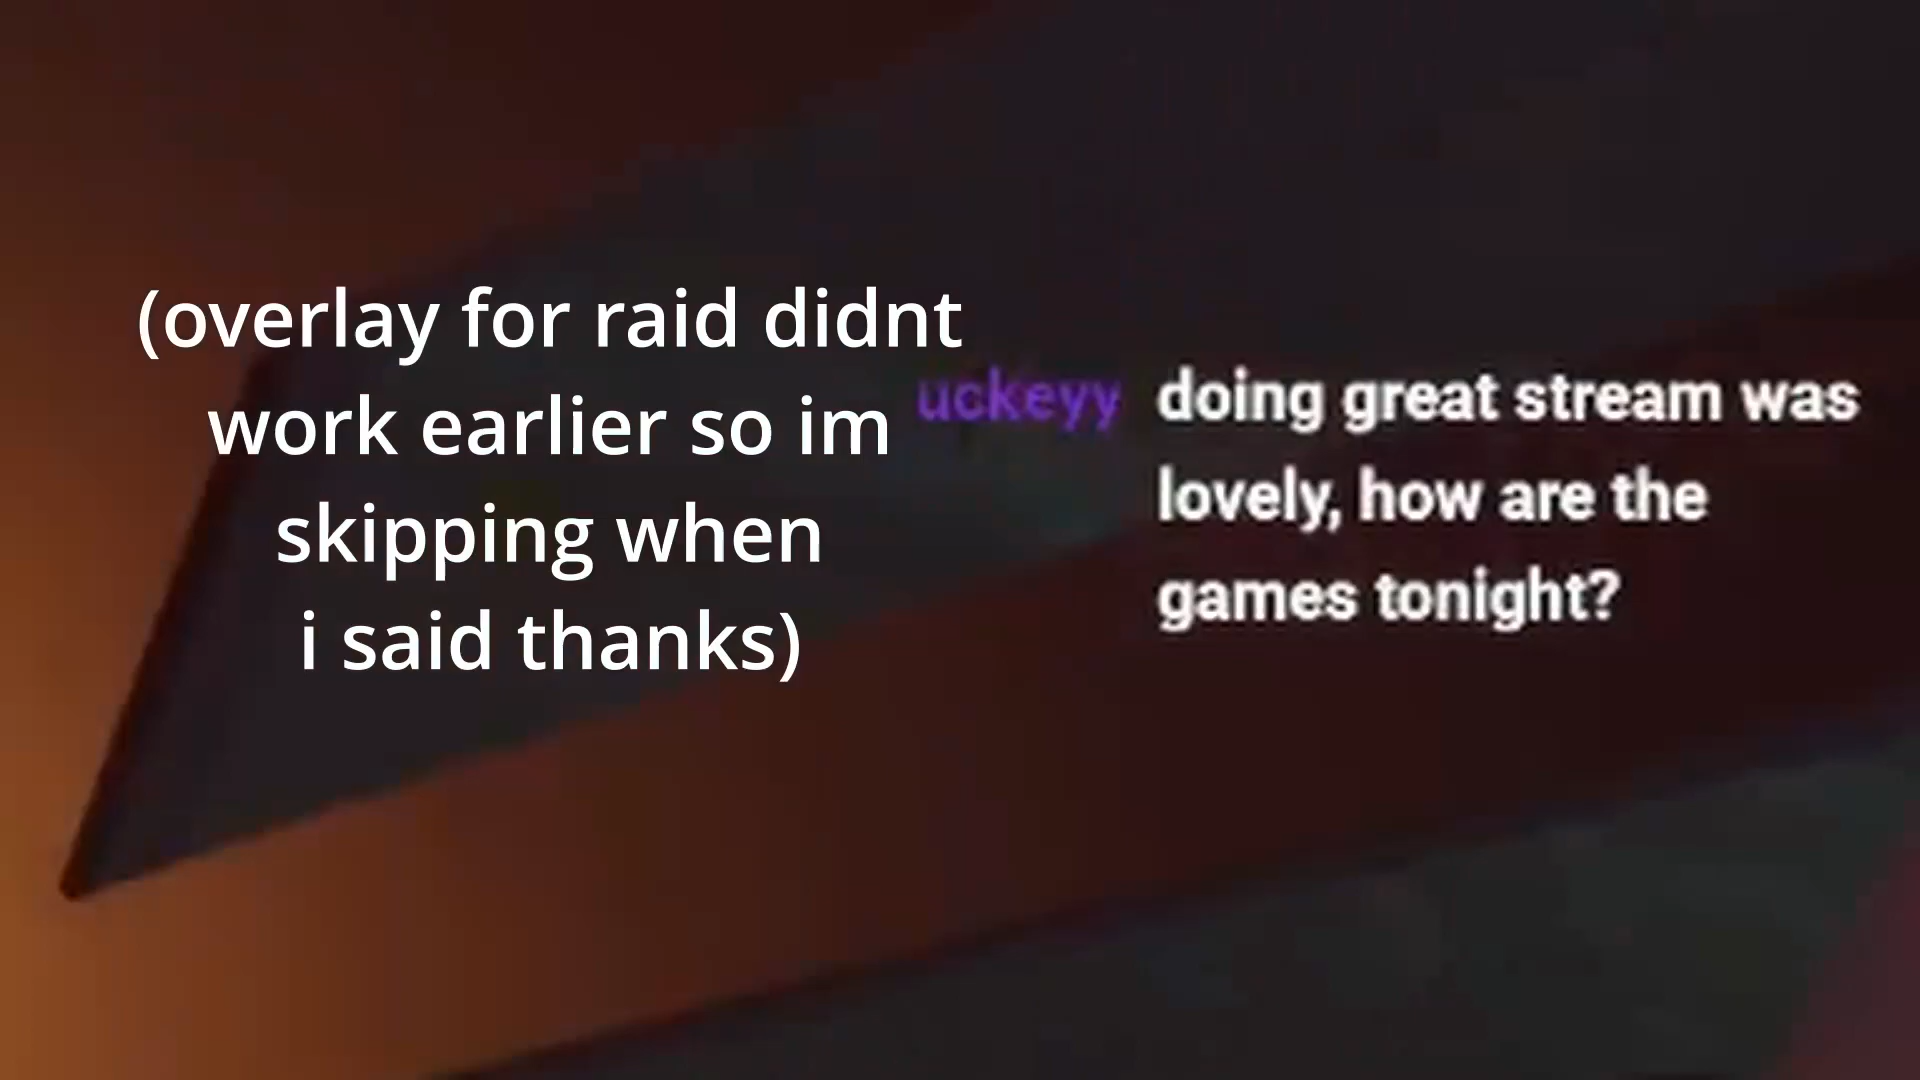 (overlay for raid didnt
work earlier so im
skipping when
i said thanks)
uckeyy doing great stream was
lovely, how are the
games tonight?